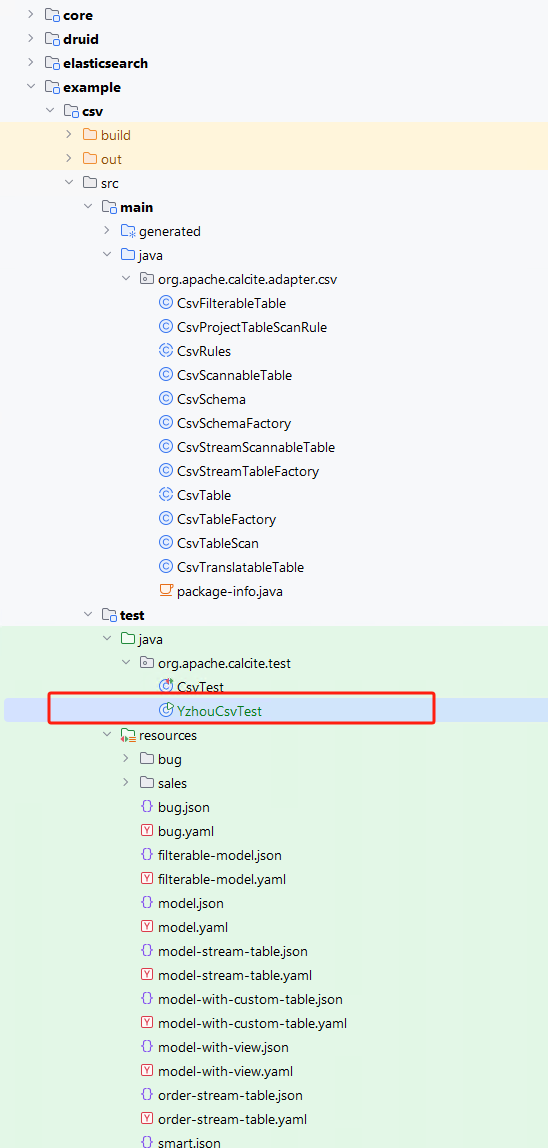 core
druid
elasticsearch
example
csv
build
out
src
main
generated
java
org.apache.calcite.adapter.csv
CsvFilterableTable
CsvProjectTableScanRule
CsvRules
CsvScannableTable
CsvSchema
CsvSchemaFactory
CsvStreamScannableTable
CsvStreamTableFactory
CsvTable
CsvTableFactory
CsvTableScan
CsvTranslatableTable
package-info.java
test
java
org.apache.calcite.test
CsvTest
YzhouCsvTest
resources
bug
sales
bug.json
bug.yaml
filterable-model.json
filterable-model.yaml
model.json
model.yaml
model-stream-table.json
model-stream-table.yaml
model-with-custom-table.json
model-with-custom-table.yaml
model-with-view.json
model-with-view.yaml
order-stream-table.json
order-stream-table.yaml
smart.json